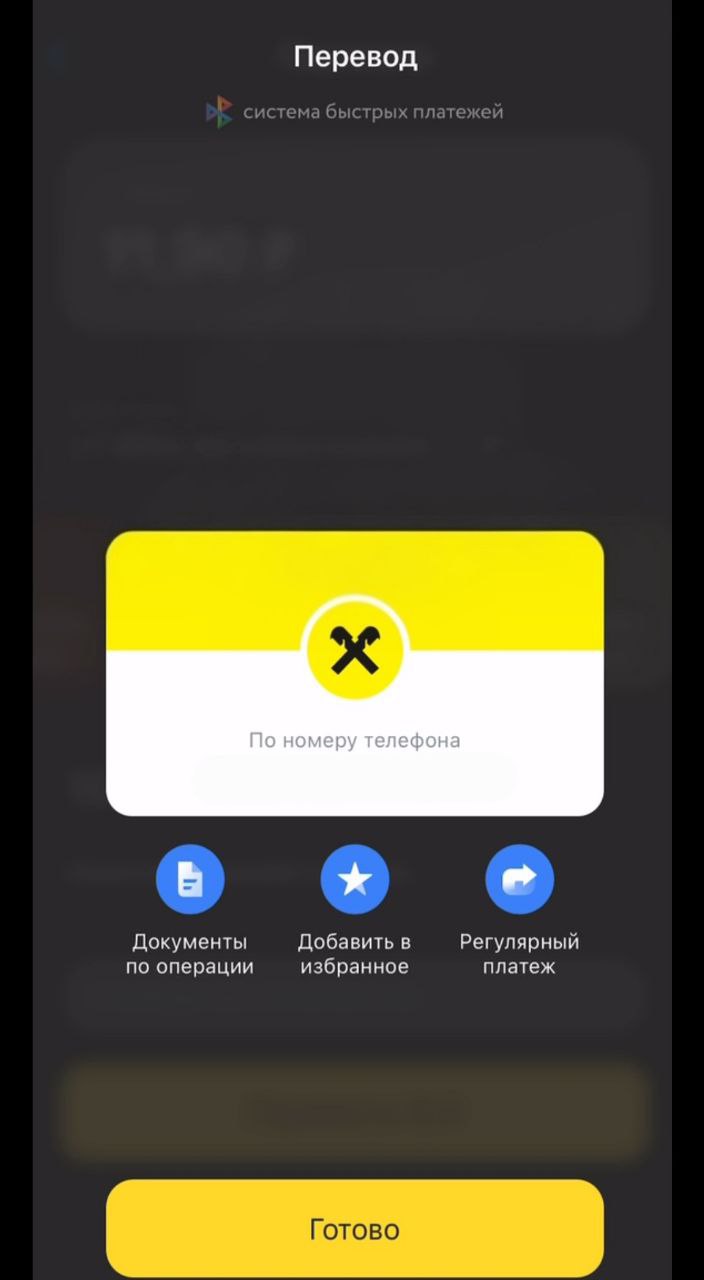 Перевод
система быстрых платежей
По номеру телефона
Документы
по операции
Добавить в
избранное
Регулярный
платеж
Готово